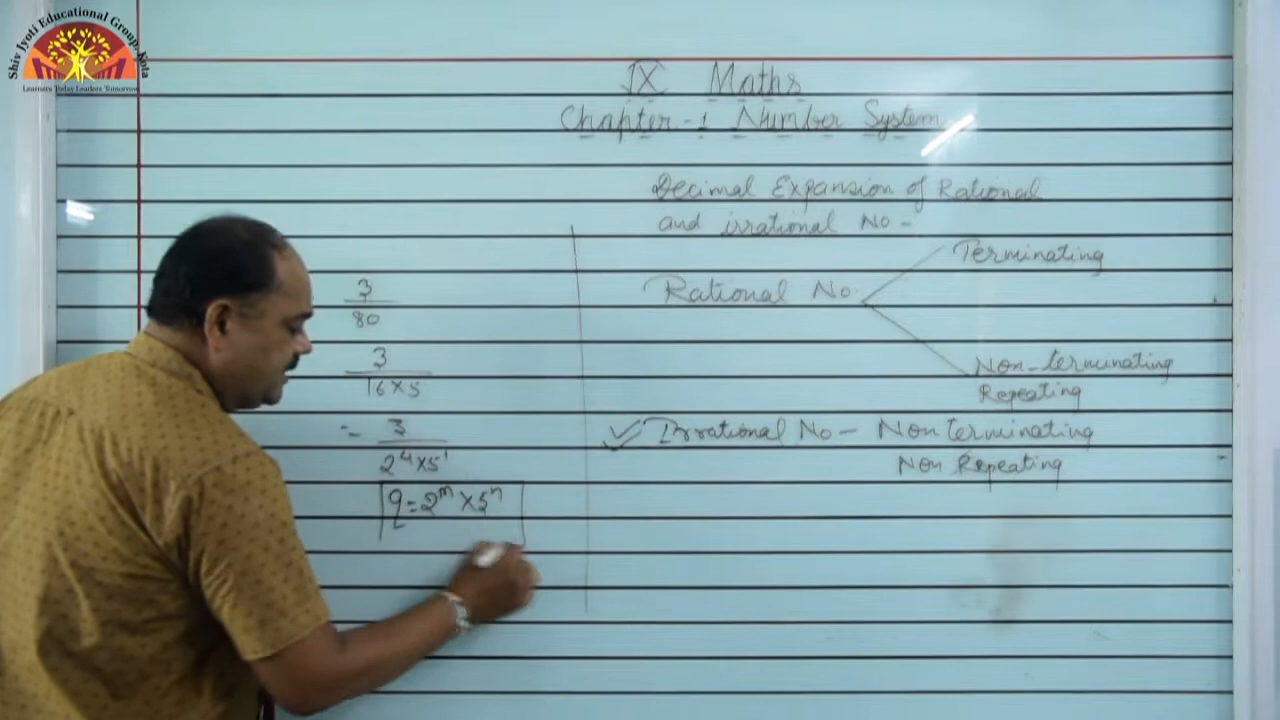 Shiv Jyoti Educational Group, Kota
Learners Today Leaders Tomorrow
IX Maths
Chapter-1 Number System
Decimal Expansion of Rational
and irrational No -
Terminating
Rational No.
Non-terminating
Repeating
Irrational No - Non terminating
Non Repeating
3
80
3
16×5
= 3
2⁴×5¹
q=2ᵐ×5ⁿ